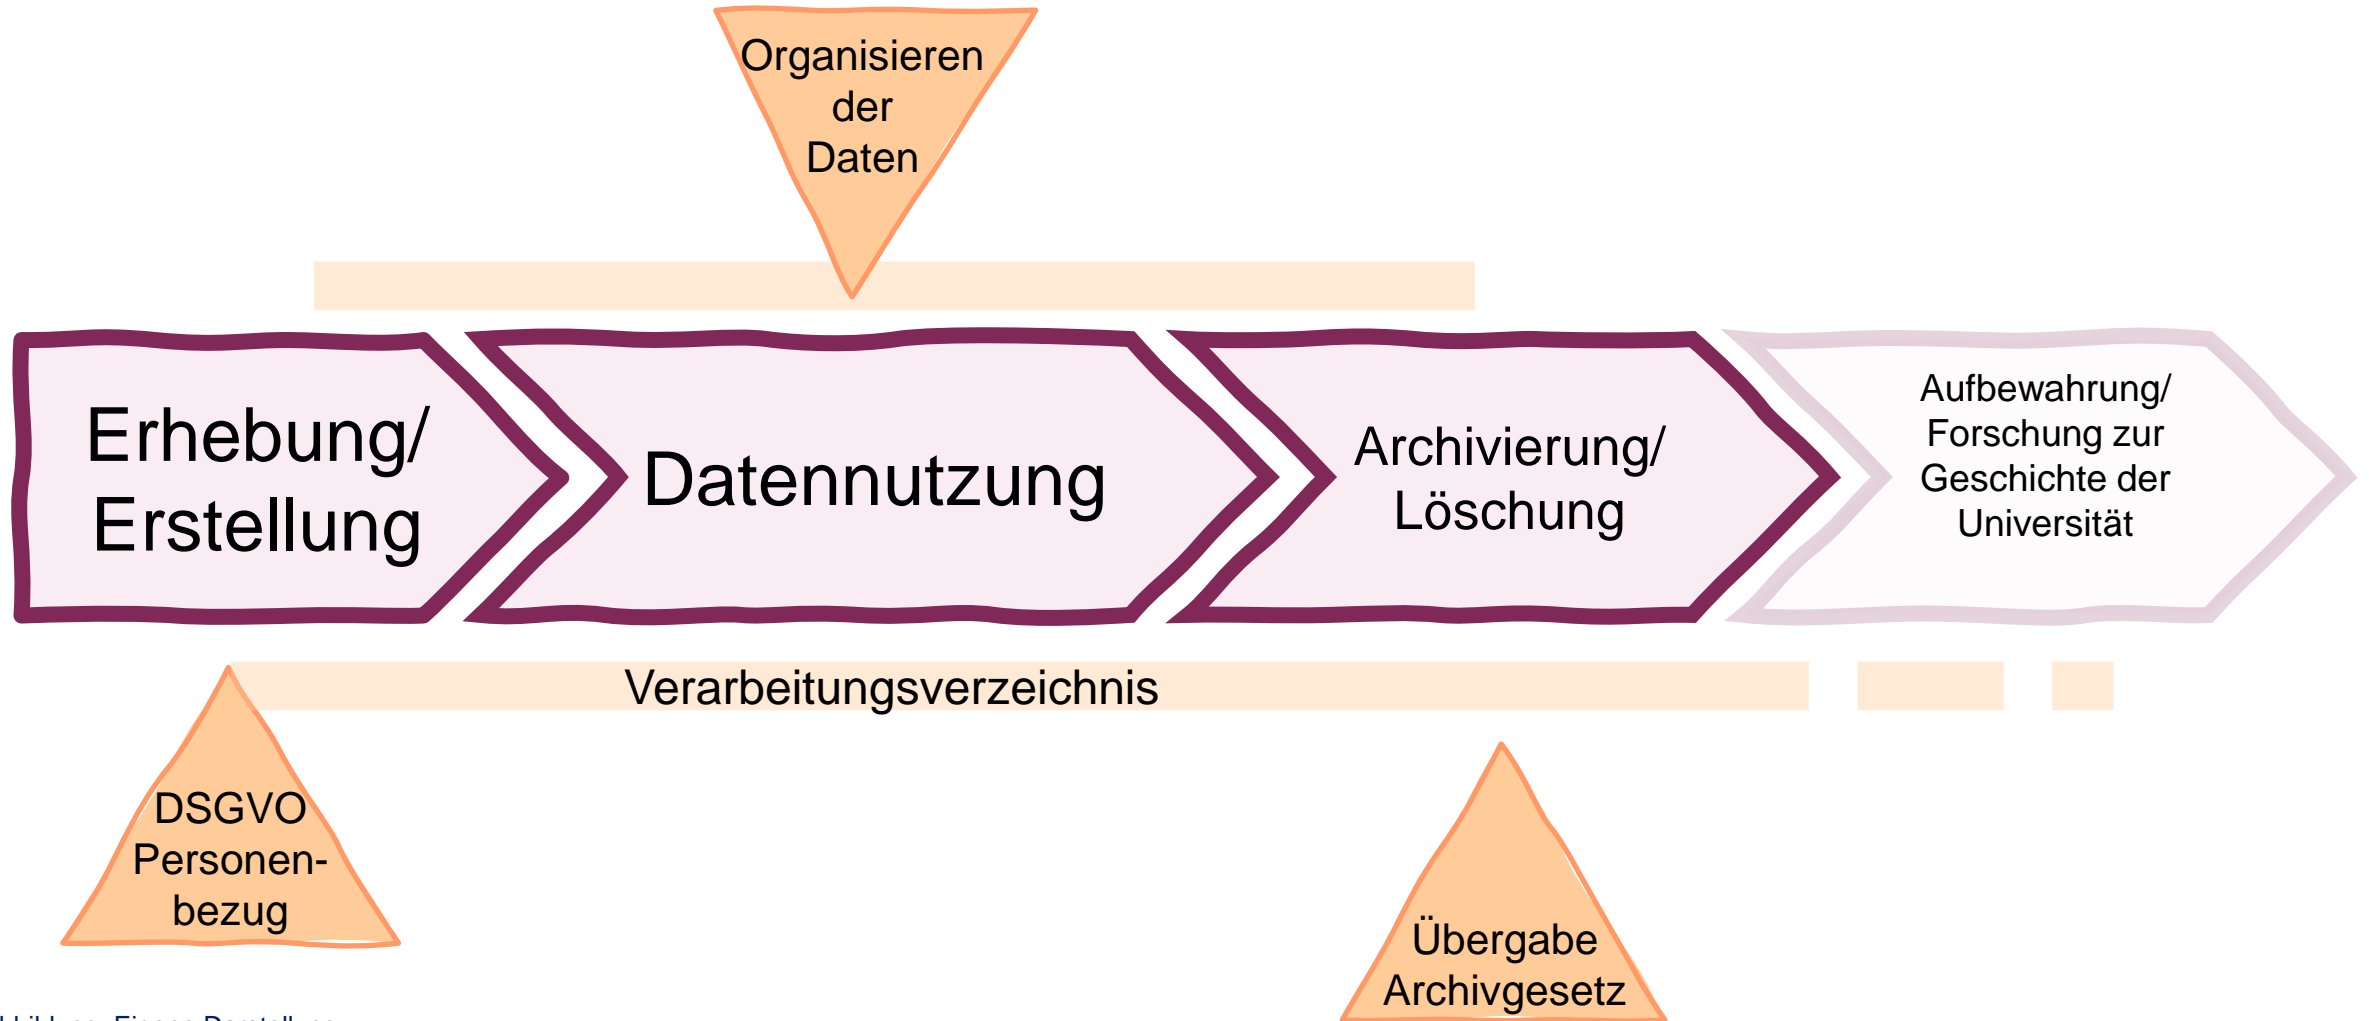 Organisieren
der
Daten
Erhebung/
Erstellung
Datennutzung
Archivierung/
Löschung
Aufbewahrung/
Forschung zur
Geschichte der
Universität
Verarbeitungsverzeichnis
DSGVO
Personen-
bezug
Übergabe
Archivgesetz